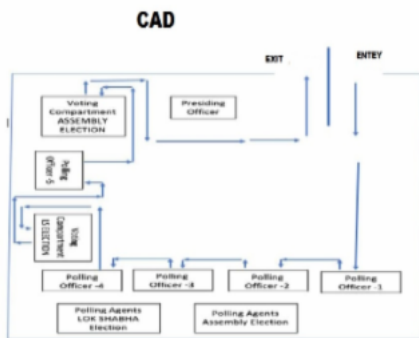 CAD
EXIT
ENTEY
Voting
Compartment
ASSEMBLY
ELECTION
Presiding
Officer
Polling
Officer -5
Voting
Compartment
LS ELECTION
Polling
Officer -4
Polling
Officer -3
Polling
Officer -2
Polling
Officer -1
Polling Agents
LOK SHABHA
Election
Polling Agents
Assembly Election